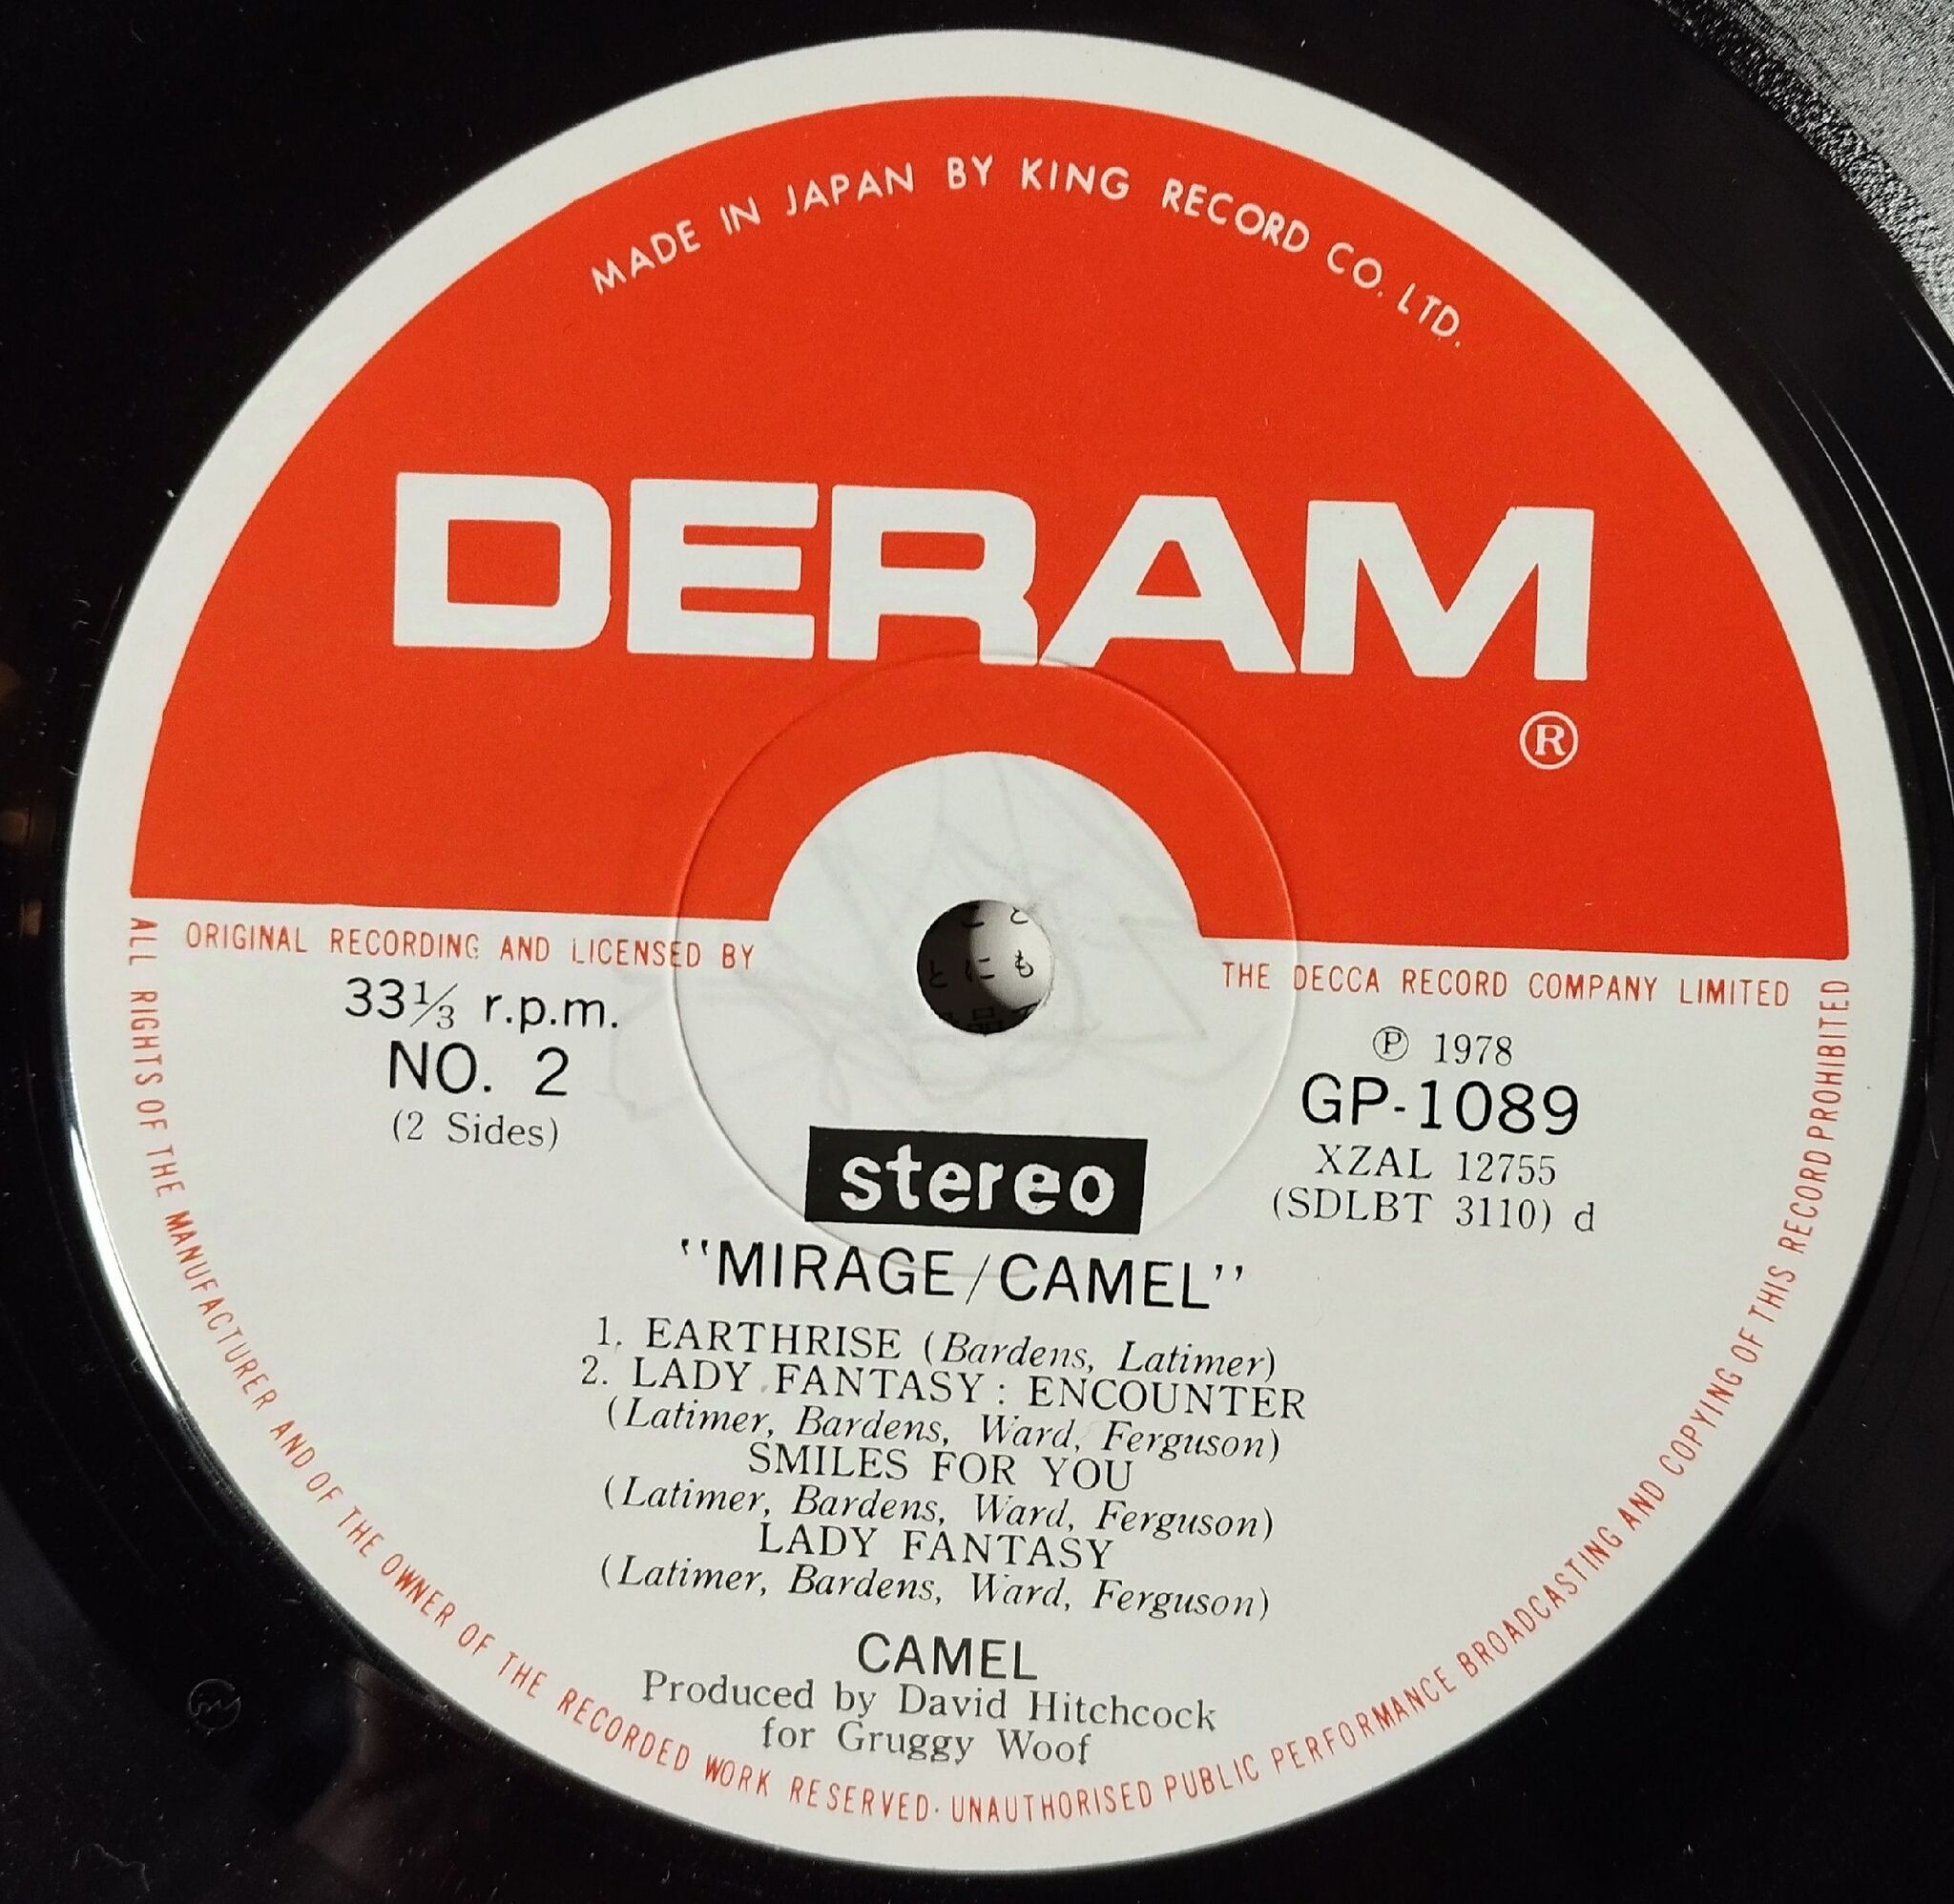 MADE IN JAPAN BY KING RECORD CO. LTD.
DERAM
®
ORIGINAL RECORDING AND LICENSED BY
THE DECCA RECORD COMPANY LIMITED
33⅓ r.p.m.
NO. 2
(2 Sides)
℗ 1978
GP-1089
XZAL 12755
(SDLBT 3110) d
stereo
"MIRAGE/CAMEL"
1. EARTHRISE (Bardens, Latimer)
2. LADY FANTASY : ENCOUNTER
(Latimer, Bardens, Ward, Ferguson)
SMILES FOR YOU
(Latimer, Bardens, Ward, Ferguson)
LADY FANTASY
(Latimer, Bardens, Ward, Ferguson)
CAMEL
Produced by David Hitchcock
for Gruggy Woof
ALL RIGHTS OF THE MANUFACTURER AND OF THE OWNER OF THE RECORDED WORK RESERVED· UNAUTHORISED PUBLIC PERFORMANCE BROADCASTING AND COPYING OF THIS RECORD PROHIBITED
とにも